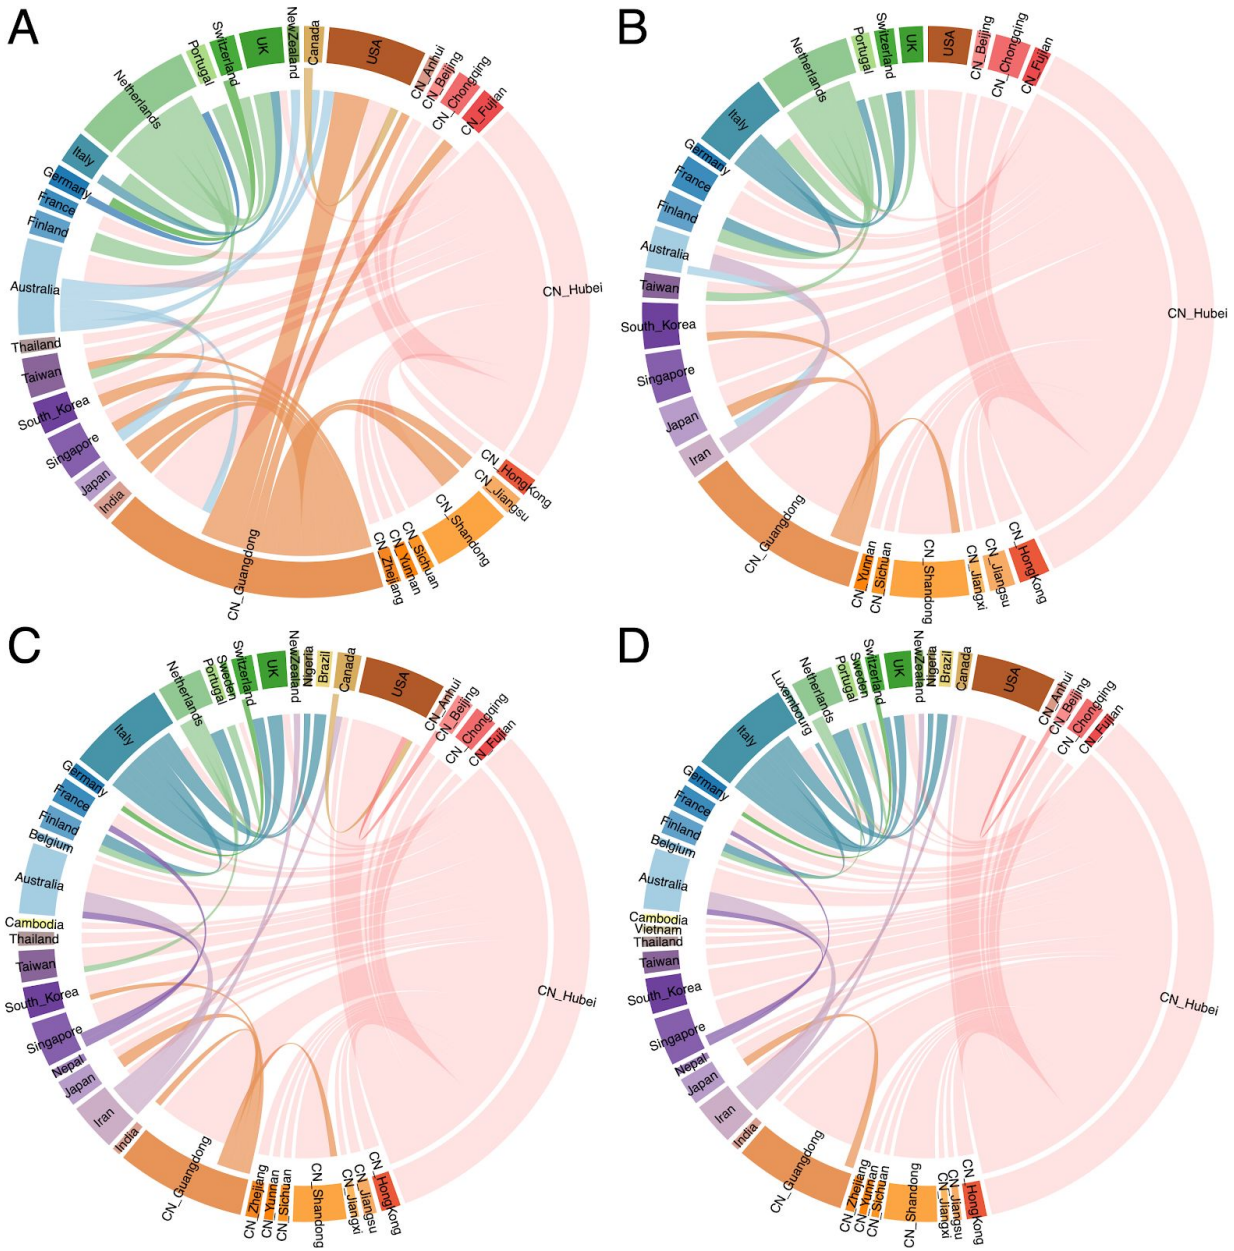 A
Netherlands
Portugal
Switzerland
UK
NewZealand
Canada
USA
CN_Anhui
CN_Beijing
CN_Chongqing
CN_Fujian
CN_Hubei
CN_HongKong
CN_Jiangsu
CN_Shandong
CN_Sichuan
CN_Yunnan
CN_Zhejiang
CN_Guangdong
India
Japan
Singapore
South_Korea
Taiwan
Thailand
Australia
Finland
France
Germany
Italy
B
Netherlands
Portugal
Switzerland
UK
USA
CN_Beijing
CN_Chongqing
CN_Fujian
CN_Hubei
CN_HongKong
CN_Jiangsu
CN_Jiangxi
CN_Shandong
CN_Sichuan
CN_Yunnan
CN_Guangdong
Iran
Japan
Singapore
South_Korea
Taiwan
Australia
Finland
France
Germany
Italy
C
Netherlands
Portugal
Sweden
Switzerland
UK
NewZealand
Nigeria
Brazil
Canada
USA
CN_Anhui
CN_Beijing
CN_Chongqing
CN_Fujian
CN_Hubei
CN_HongKong
CN_Jiangsu
CN_Jiangxi
CN_Shandong
CN_Sichuan
CN_Yunnan
CN_Zhejiang
CN_Guangdong
India
Iran
Japan
Nepal
Singapore
South_Korea
Taiwan
Thailand
Cambodia
Australia
Belgium
Finland
France
Germany
Italy
D
Luxembourg
Netherlands
Portugal
Sweden
Switzerland
UK
NewZealand
Nigeria
Brazil
Canada
USA
CN_Anhui
CN_Beijing
CN_Chongqing
CN_Fujian
CN_Hubei
CN_HongKong
CN_Jiangsu
CN_Jiangxi
CN_Shandong
CN_Sichuan
CN_Yunnan
CN_Zhejiang
CN_Guangdong
India
Iran
Japan
Nepal
Singapore
South_Korea
Taiwan
Thailand
Vietnam
Cambodia
Australia
Belgium
Finland
France
Germany
Italy